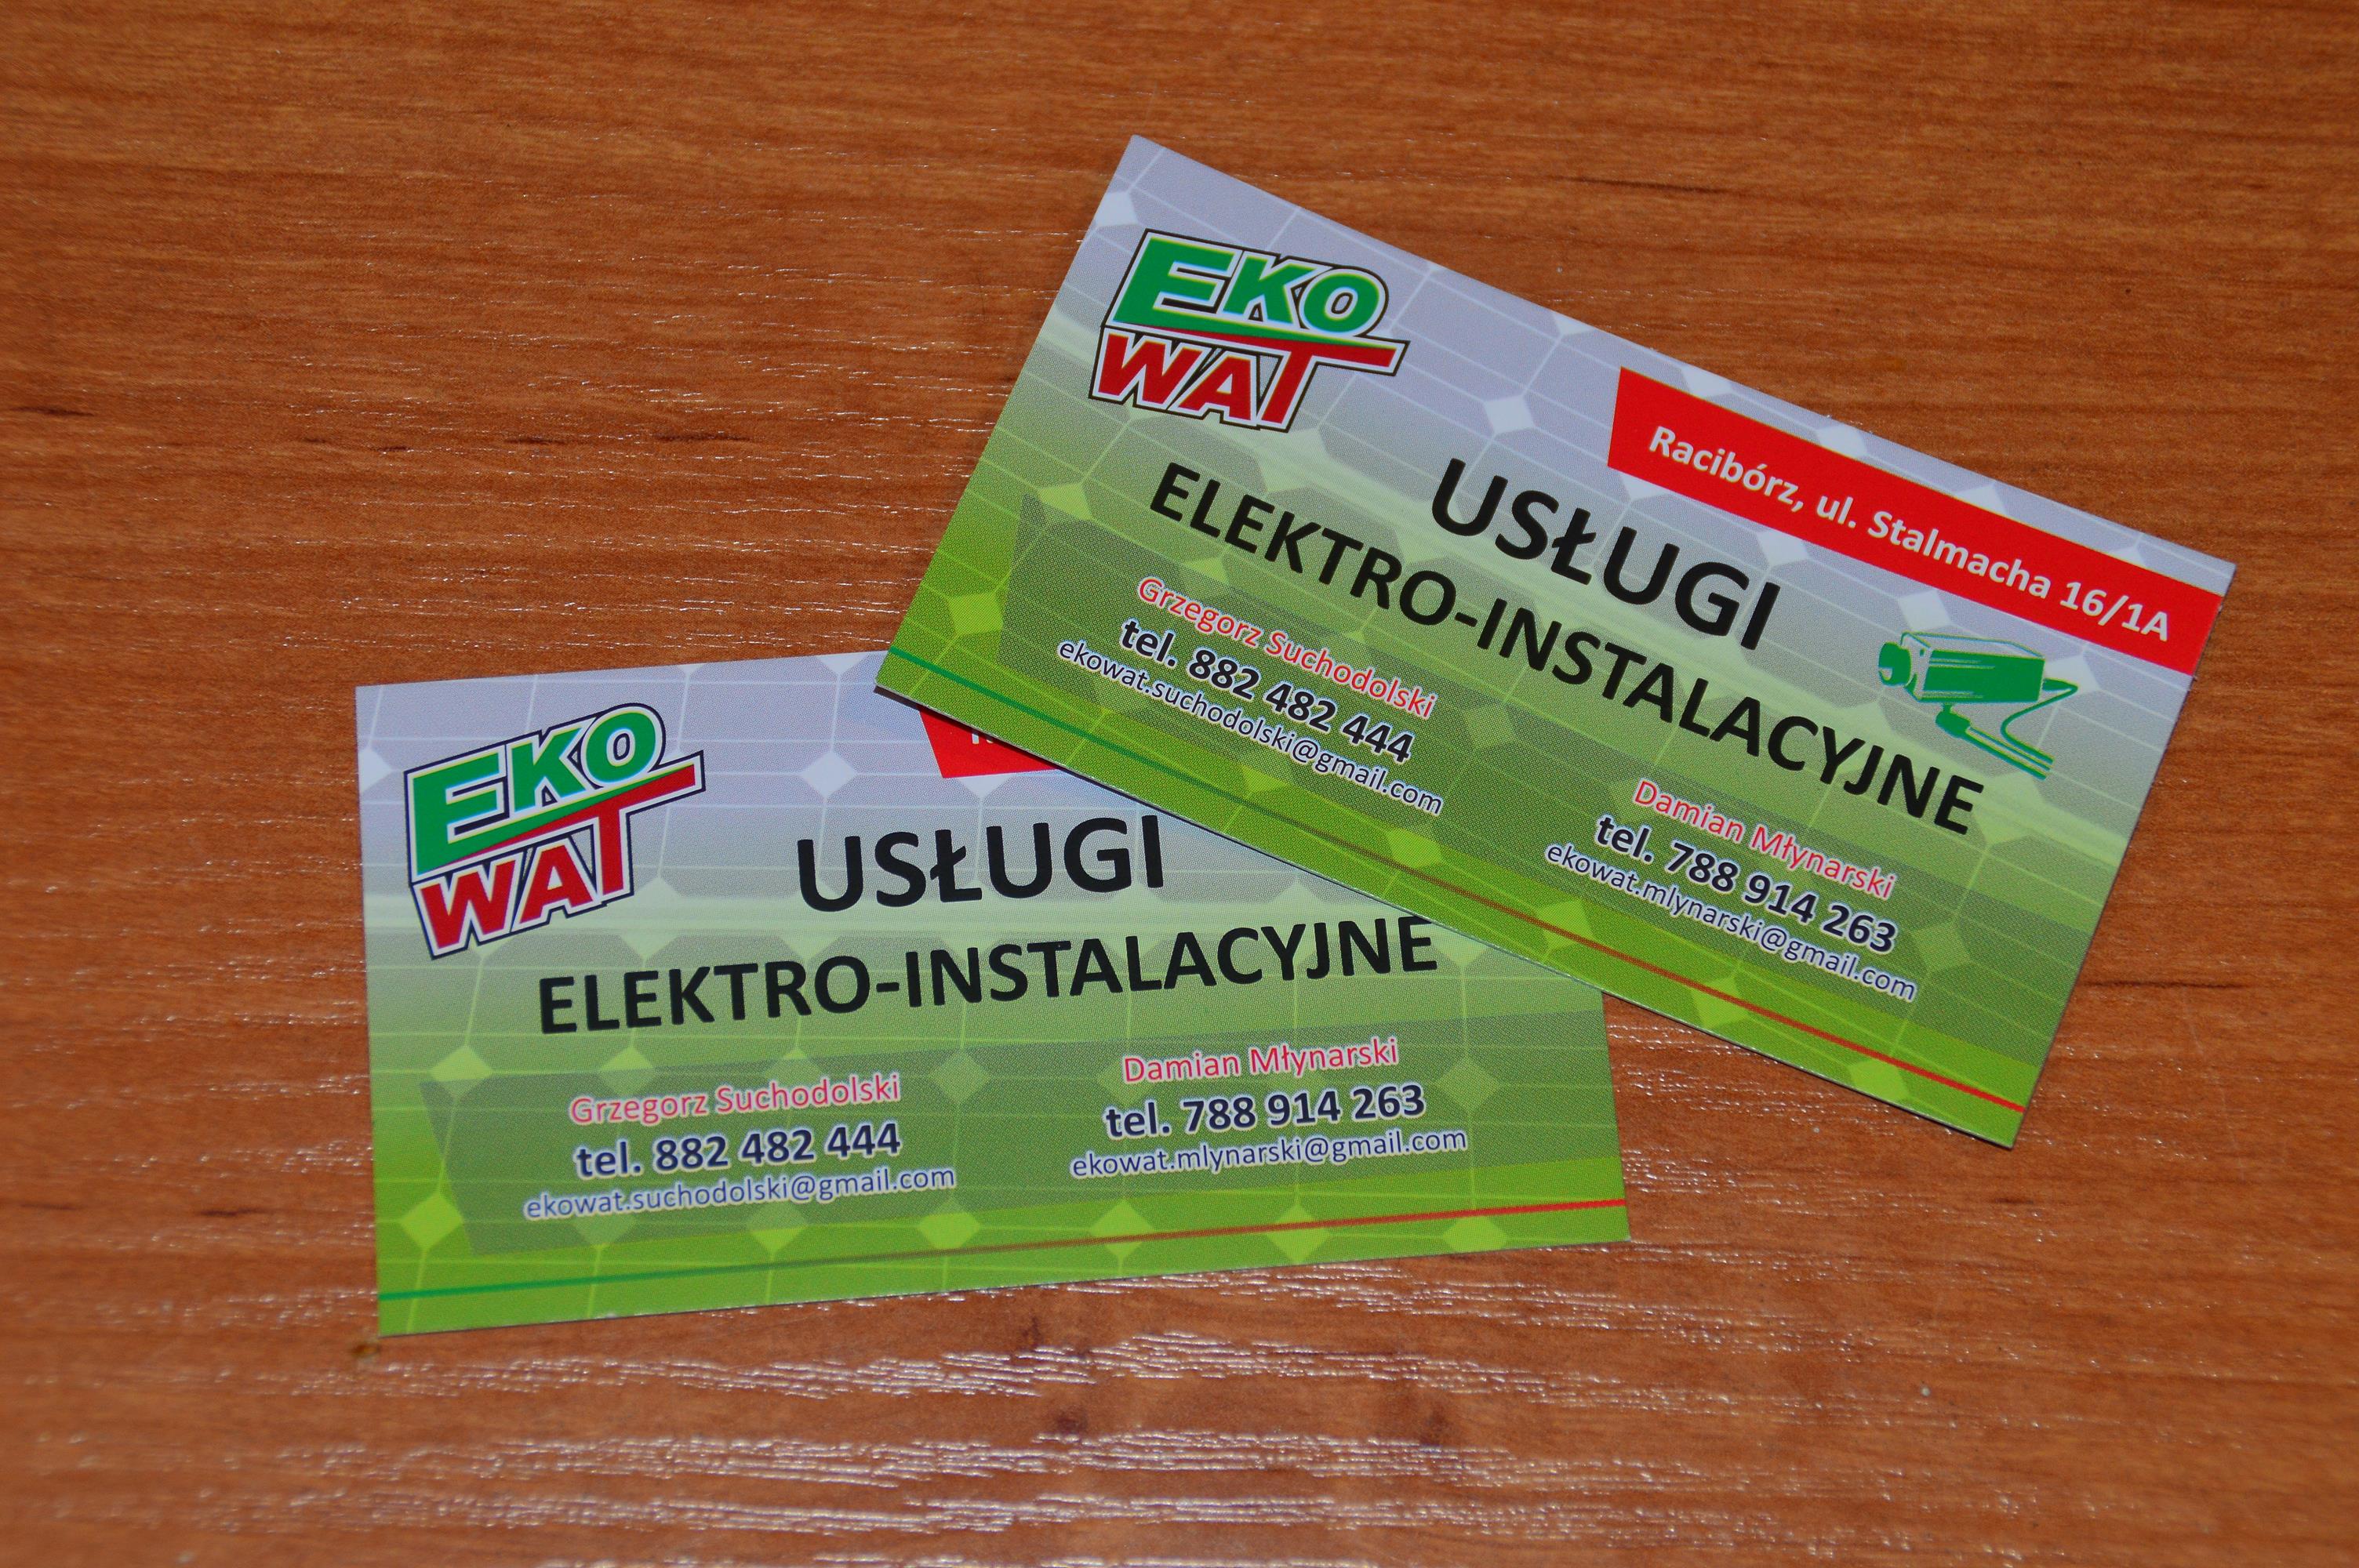 EKO
WAT
Racibórz, ul. Stalmacha 16/1A
USŁUGI
ELEKTRO-INSTALACYJNE
Grzegorz Suchodolski
tel. 882 482 444
ekowat.suchodolski@gmail.com
Damian Młynarski
tel. 788 914 263
ekowat.mlynarski@gmail.com
EKO
WAT
USŁUGI
ELEKTRO-INSTALACYJNE
Grzegorz Suchodolski
tel. 882 482 444
ekowat.suchodolski@gmail.com
Damian Młynarski
tel. 788 914 263
ekowat.mlynarski@gmail.com